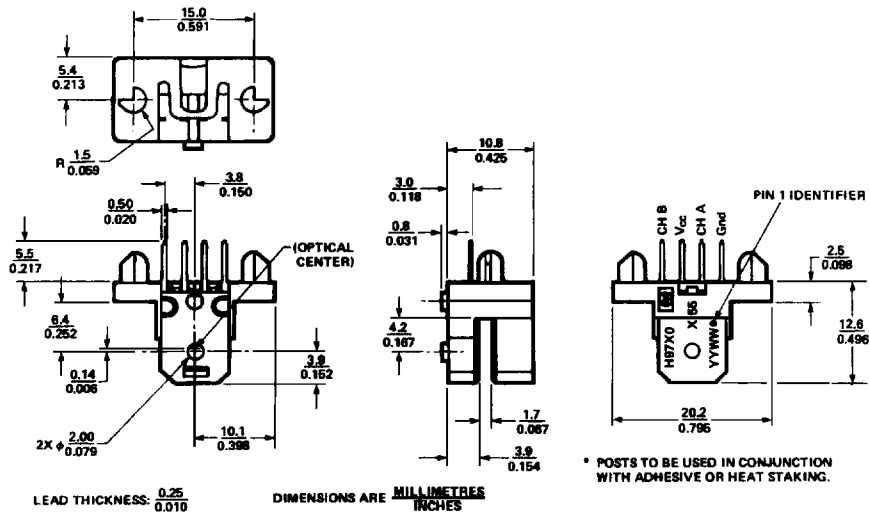 15.0
0.591
5.4
0.213
R 1.5
0.059
3.8
0.150
0.50
0.020
5.5
0.217
(OPTICAL
CENTER)
6.4
0.252
0.14
0.006
3.9
0.152
2X ϕ 2.00
0.079
10.1
0.398
10.8
0.425
3.0
0.118
0.8
0.031
4.2
0.167
1.7
0.067
3.9
0.154
PIN 1 IDENTIFIER
CH B
Vcc
CH A
Gnd
2.5
0.098
12.6
0.496
X 55
H97X0
YYWW
20.2
0.795
* POSTS TO BE USED IN CONJUNCTION
WITH ADHESIVE OR HEAT STAKING.
LEAD THICKNESS: 0.25
0.010
DIMENSIONS ARE MILLIMETRES
INCHES